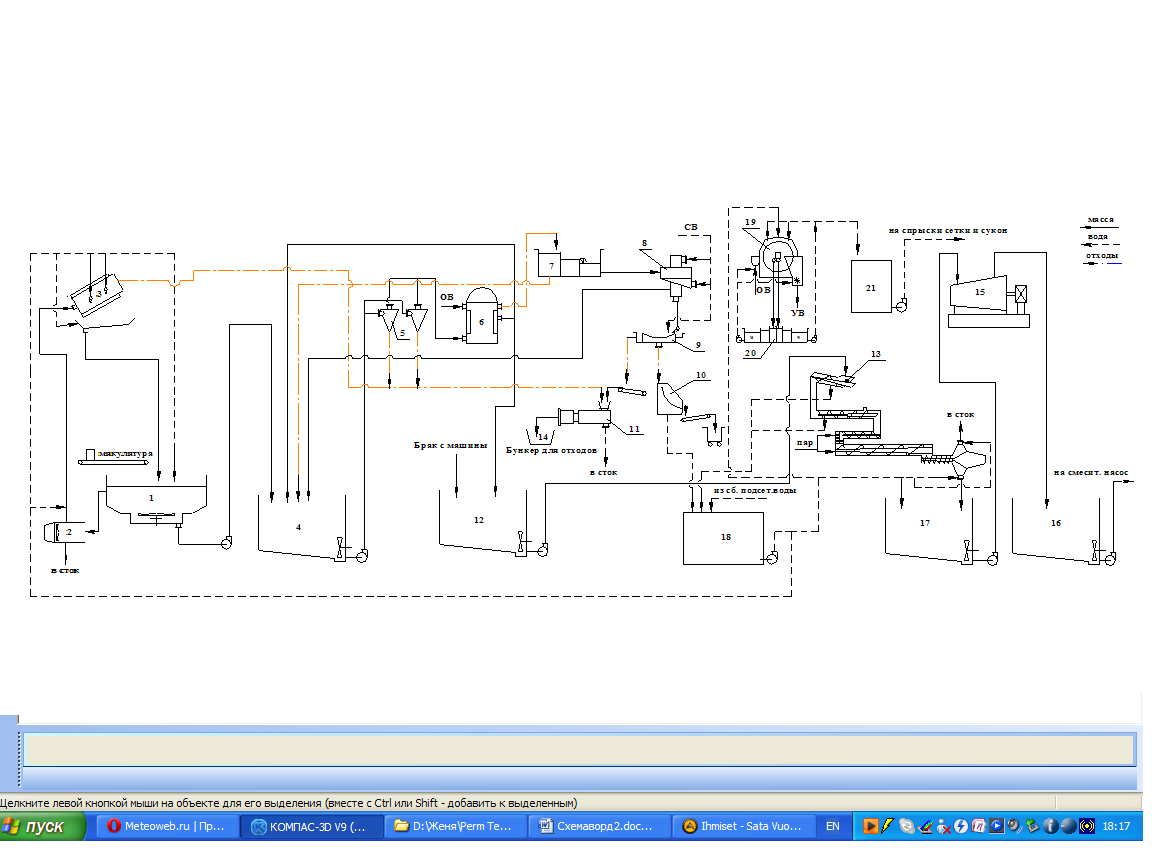 СВ
8
19
на спрыски сетки и сукон
масса
вода
отходы
7
3
ОВ
ОВ
УВ
21
15
5
6
9
20
13
10
11
14
Бункер для отходов
в сток
Брак с машины
пар
в сток
макулатура
на смесит. насос
1
из сб. подсет.воды
4
12
2
18
17
16
в сток
Щелкните левой кнопкой мыши на объекте для его выделения (вместе с Ctrl или Shift - добавить к выделенным)
пуск
Meteoweb.ru | Пр...
КОМПАС-3D V9 (...
D:\Женя\Perm Te...
Схемаворд2.doc...
Ihmiset - Sata Vuo...
EN
18:17